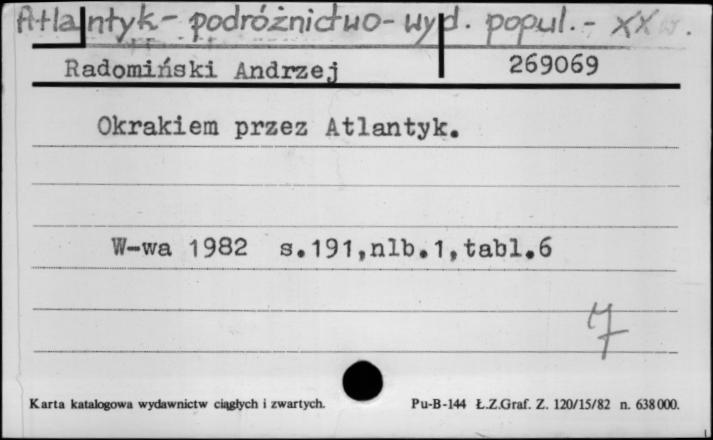 Atlantyk - podróżnictwo - wyd. popul. - XX w.
Radomiński Andrzej 269069
Okrakiem przez Atlantyk.
W-wa 1982 s.191,nlb.1,tabl.6
Karta katalogowa wydawnictw ciągłych i zwartych. Pu-B-144 Ł.Z.Graf. Z. 120/15/82 n. 638000.